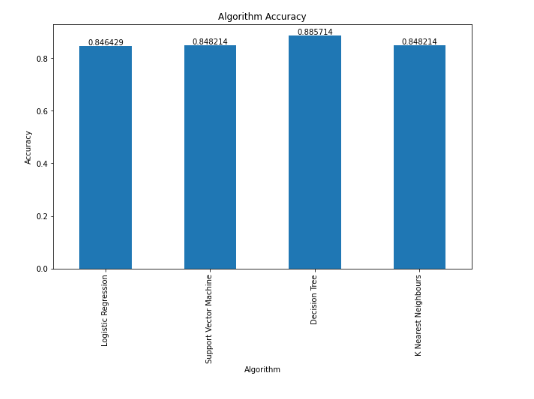 Algorithm Accuracy
0.846429
0.848214
0.885714
0.848214
0.8
0.6
0.4
0.2
0.0
Accuracy
Logistic Regression
Support Vector Machine
Decision Tree
K Nearest Neighbours
Algorithm